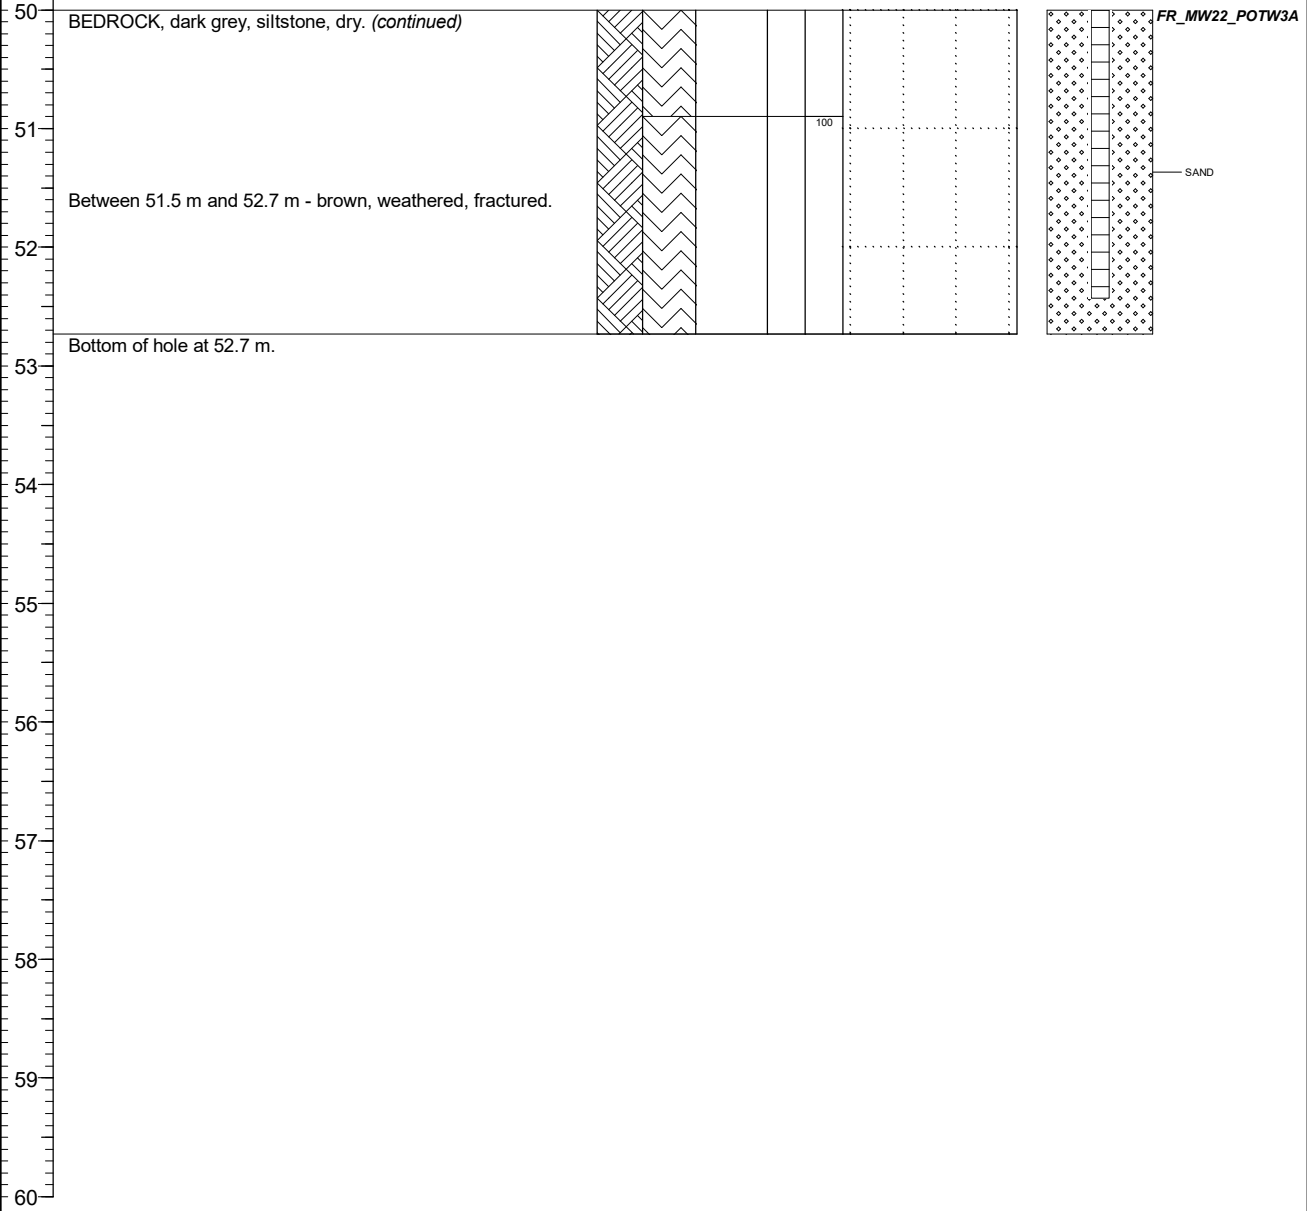 50
BEDROCK, dark grey, siltstone, dry. (continued)
FR_MW22_POTW3A
100
51
SAND
Between 51.5 m and 52.7 m - brown, weathered, fractured.
52
Bottom of hole at 52.7 m.
53
54
55
56
57
58
59
60